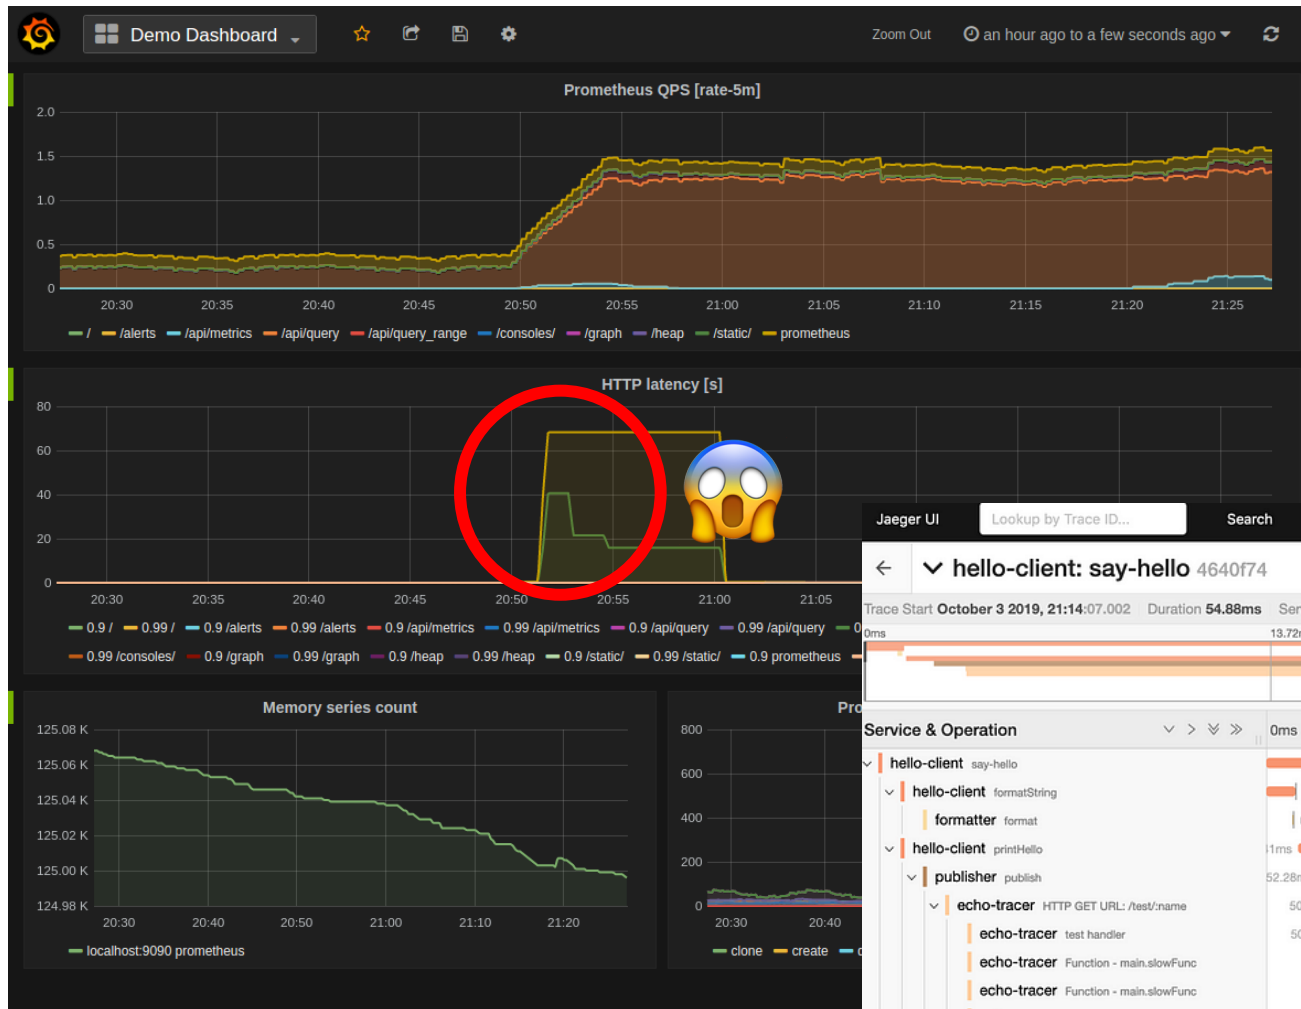 Demo Dashboard
Zoom Out
an hour ago to a few seconds ago
Prometheus QPS [rate-5m]
2.0
1.5
1.0
0.5
0
20:30 20:35 20:40 20:45 20:50 20:55 21:00 21:05 21:10 21:15 21:20 21:25
/ /alerts /api/metrics /api/query /api/query_range /consoles/ /graph /heap /static/ prometheus
HTTP latency [s]
80
60
40
20
0
20:30 20:35 20:40 20:45 20:50 20:55 21:00 21:05
0.9 / 0.99 / 0.9 /alerts 0.99 /alerts 0.9 /api/metrics 0.99 /api/metrics 0.9 /api/query 0.99 /api/query
0.99 /consoles/ 0.9 /graph 0.99 /graph 0.9 /heap 0.99 /heap 0.9 /static/ 0.99 /static/ 0.9 prometheus
Memory series count
125.08 K
125.06 K
125.04 K
125.02 K
125.00 K
124.98 K
20:30 20:40 20:50 21:00 21:10 21:20
localhost:9090 prometheus
Pro
800
600
400
200
0
20:30 20:40
clone create
Jaeger UI
Lookup by Trace ID...
Search
hello-client: say-hello 4640f74
Trace Start October 3 2019, 21:14:07.002 Duration 54.88ms Ser
0ms 13.72
Service & Operation 0ms
hello-client say-hello
hello-client formatString
formatter format
hello-client printHello
1ms
publisher publish
52.28
echo-tracer HTTP GET URL: /test/:name
50
echo-tracer test handler
50
echo-tracer Function - main.slowFunc
echo-tracer Function - main.slowFunc